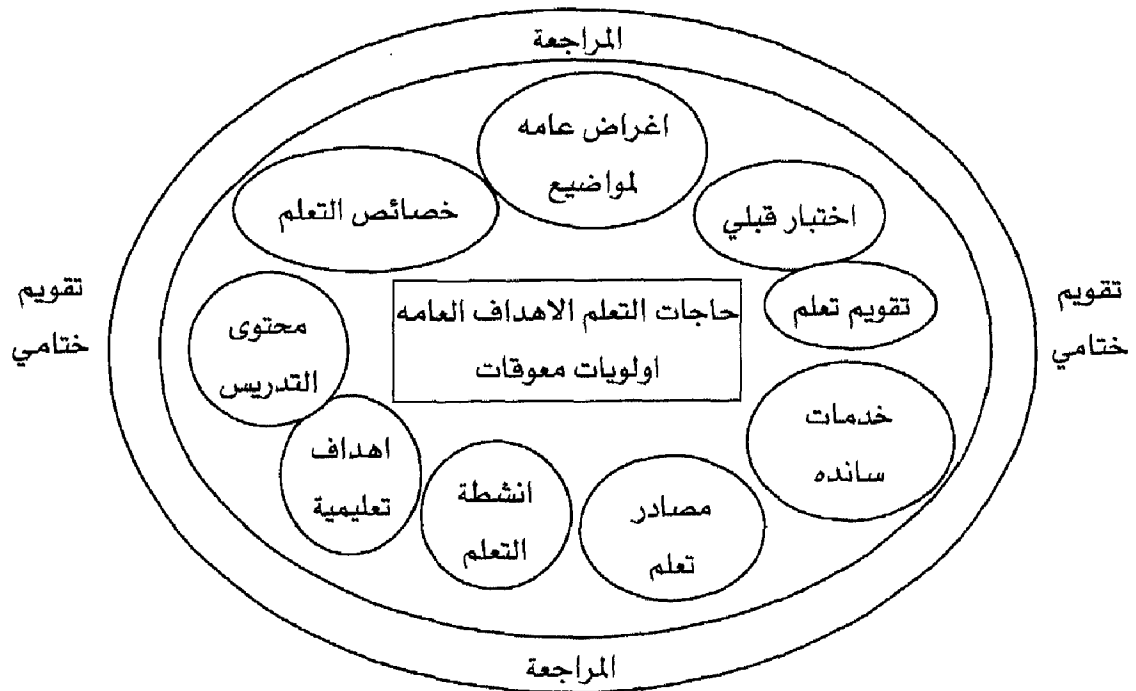 المراجعة
اغراض عامه
لمواضيع
اختبار قبلي
خصائص التعلم
تقويم
ختامي
تقويم تعلم
حاجات التعلم الاهداف العامه
اولويات معوقات
محتوى
التدريس
تقويم
ختامي
خدمات
سانده
اهداف
تعليمية
انشطة
التعلم
مصادر
تعلم
المراجعة